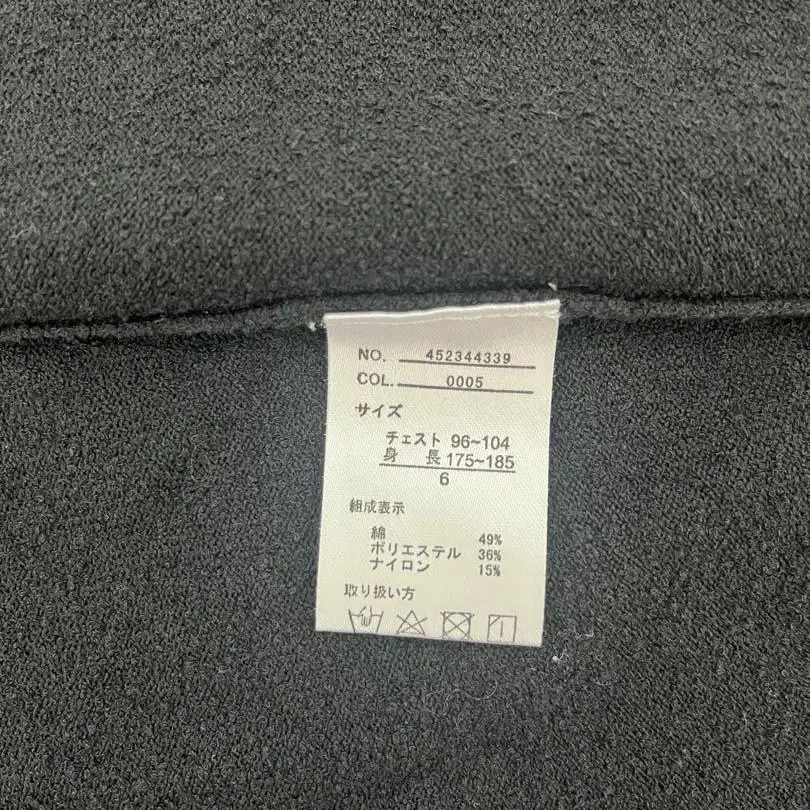 NO. 452344339
COL. 0005
サイズ
チェスト 96~104
身 長 175~185
6
組成表示
綿 49%
ポリエステル 36%
ナイロン 15%
取り扱い方